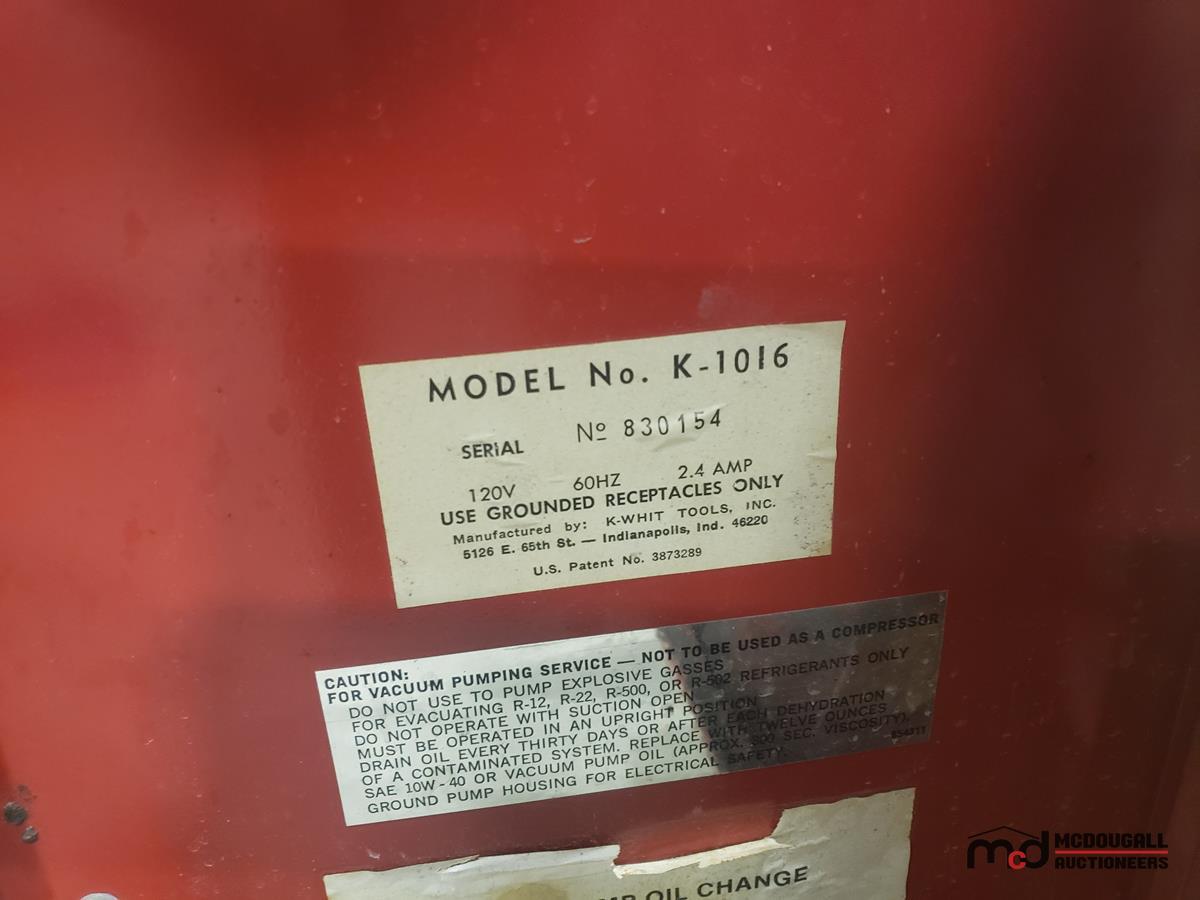 MODEL No. K-1016
SERIAL No 830154
120V 60HZ 2.4 AMP
USE GROUNDED RECEPTACLES ONLY
Manufactured by: K-WHIT TOOLS, INC.
5126 E. 65th St. — Indianapolis, Ind. 46220
U.S. Patent No. 3873289
CAUTION:
FOR VACUUM PUMPING SERVICE — NOT TO BE USED AS A COMPRESSOR
DO NOT USE TO PUMP EXPLOSIVE GASSES
FOR EVACUATING R-12, R-22, R-500, OR R-502 REFRIGERANTS ONLY
DO NOT OPERATE WITH SUCTION OPEN
MUST BE OPERATED IN AN UPRIGHT POSITION
DRAIN OIL EVERY THIRTY DAYS OR AFTER EACH DEHYDRATION
OF A CONTAMINATED SYSTEM. REPLACE WITH TWELVE OUNCES
SAE 10W-40 OR VACUUM PUMP OIL (APPROX. 300 SEC. VISCOSITY).
GROUND PUMP HOUSING FOR ELECTRICAL SAFETY.
OIL CHANGE
mcd MCDOUGALL
AUCTIONEERS